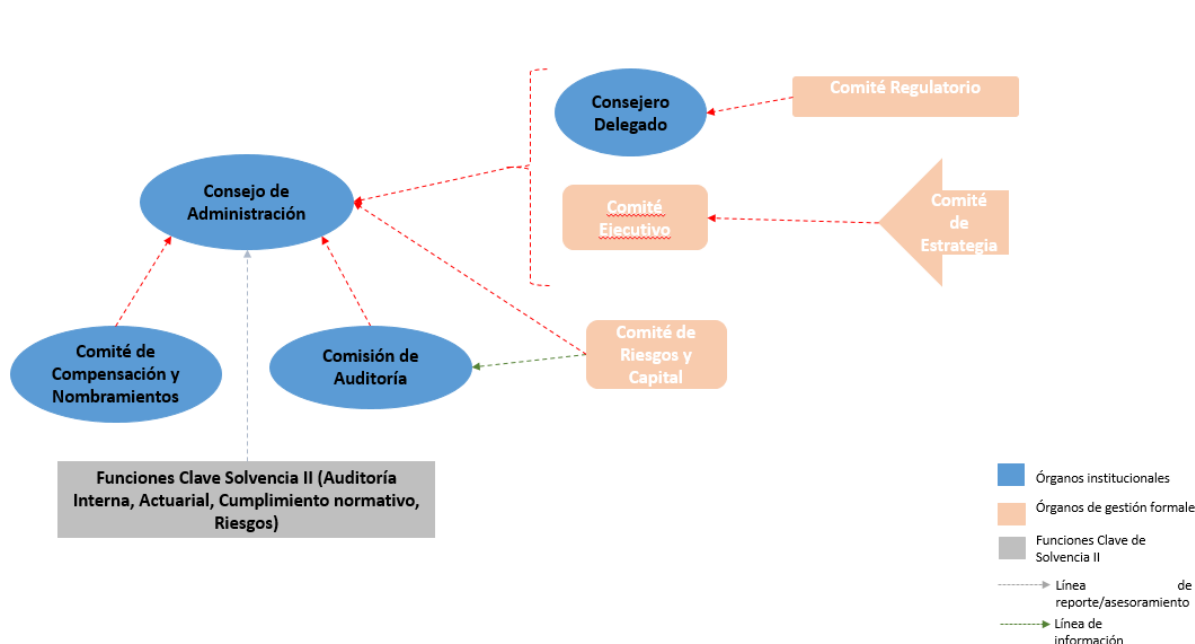 Consejero
Delegado
Comité Regulatorio
Consejo de
Administración
Comité
Ejecutivo
Comité
de
Estrategia
Comité de
Compensación y
Nombramientos
Comisión de
Auditoría
Comité de
Riesgos y
Capital
Funciones Clave Solvencia II (Auditoría
Interna, Actuarial, Cumplimiento normativo,
Riesgos)
Órganos institucionales
Órganos de gestión formale
Funciones Clave de
Solvencia II
Línea de
reporte/asesoramiento
Línea de
información